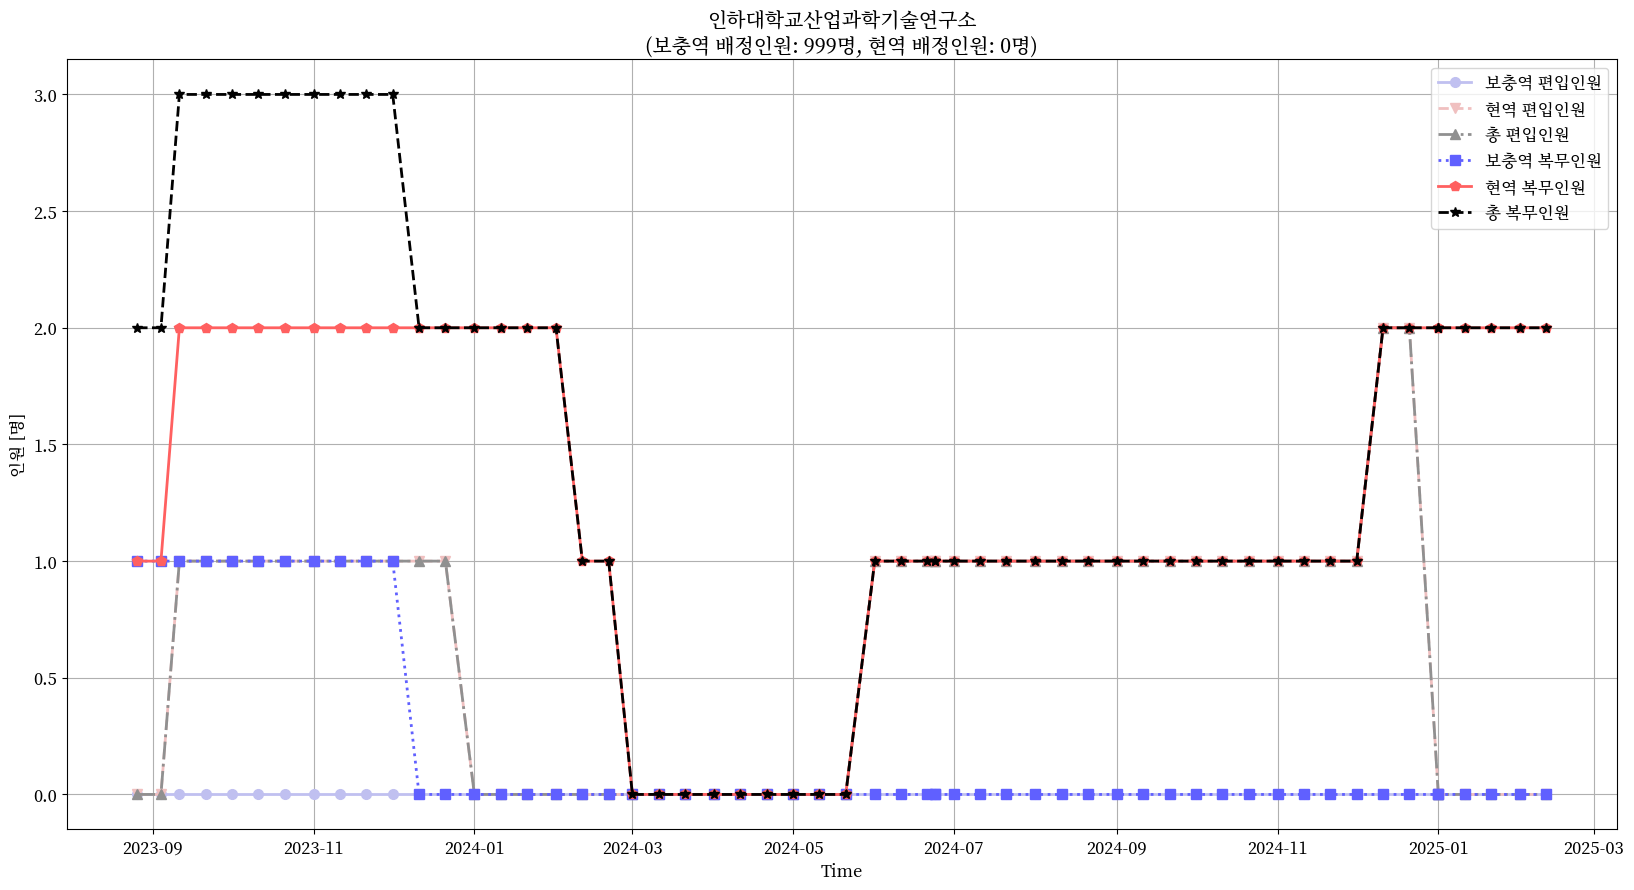 인하대학교산업과학기술연구소
(보충역 배정인원: 999명, 현역 배정인원: 0명)
보충역 편입인원
현역 편입인원
총 편입인원
보충역 복무인원
현역 복무인원
총 복무인원
인원 [명]
3.0
2.5
2.0
1.5
1.0
0.5
0.0
2023-09
2023-11
2024-01
2024-03
2024-05
2024-07
2024-09
2024-11
2025-01
2025-03
Time